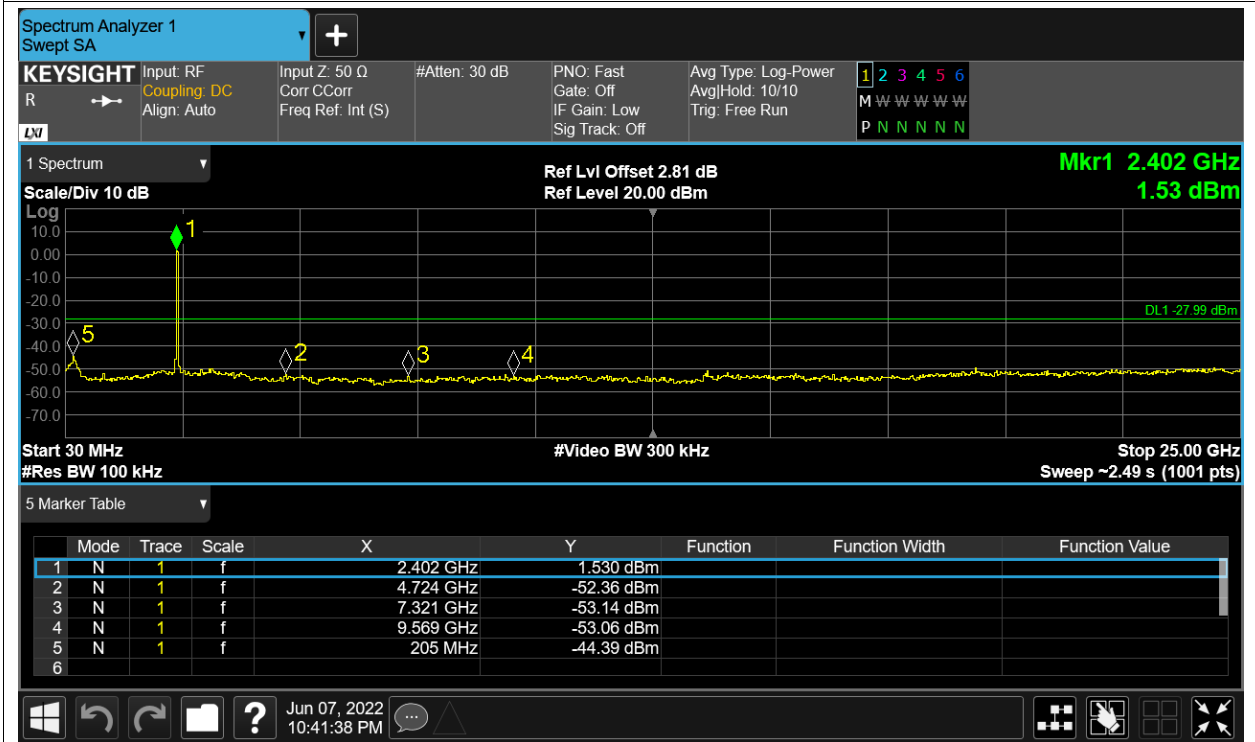 Spectrum Analyzer 1
Swept SA
+
KEYSIGHT
R
LXI
Input: RF
Coupling: DC
Align: Auto
Input Z: 50 Ω
Corr CCorr
Freq Ref: Int (S)
#Atten: 30 dB
PNO: Fast
Gate: Off
IF Gain: Low
Sig Track: Off
Avg Type: Log-Power
Avg|Hold: 10/10
Trig: Free Run
1 2 3 4 5 6
M W W W W W
P N N N N N
1 Spectrum
Scale/Div 10 dB
Ref Lvl Offset 2.81 dB
Ref Level 20.00 dBm
Mkr1 2.402 GHz
1.53 dBm
Log
10.0
0.00
-10.0
-20.0
-30.0
-40.0
-50.0
-60.0
-70.0
1
DL1 -27.99 dBm
5
2
3
4
Start 30 MHz
#Video BW 300 kHz
Stop 25.00 GHz
#Res BW 100 kHz
Sweep ~2.49 s (1001 pts)
5 Marker Table
Mode Trace Scale X Y Function Function Width Function Value
1 N 1 f 2.402 GHz 1.530 dBm
2 N 1 f 4.724 GHz -52.36 dBm
3 N 1 f 7.321 GHz -53.14 dBm
4 N 1 f 9.569 GHz -53.06 dBm
5 N 1 f 205 MHz -44.39 dBm
6
?
Jun 07, 2022
10:41:38 PM